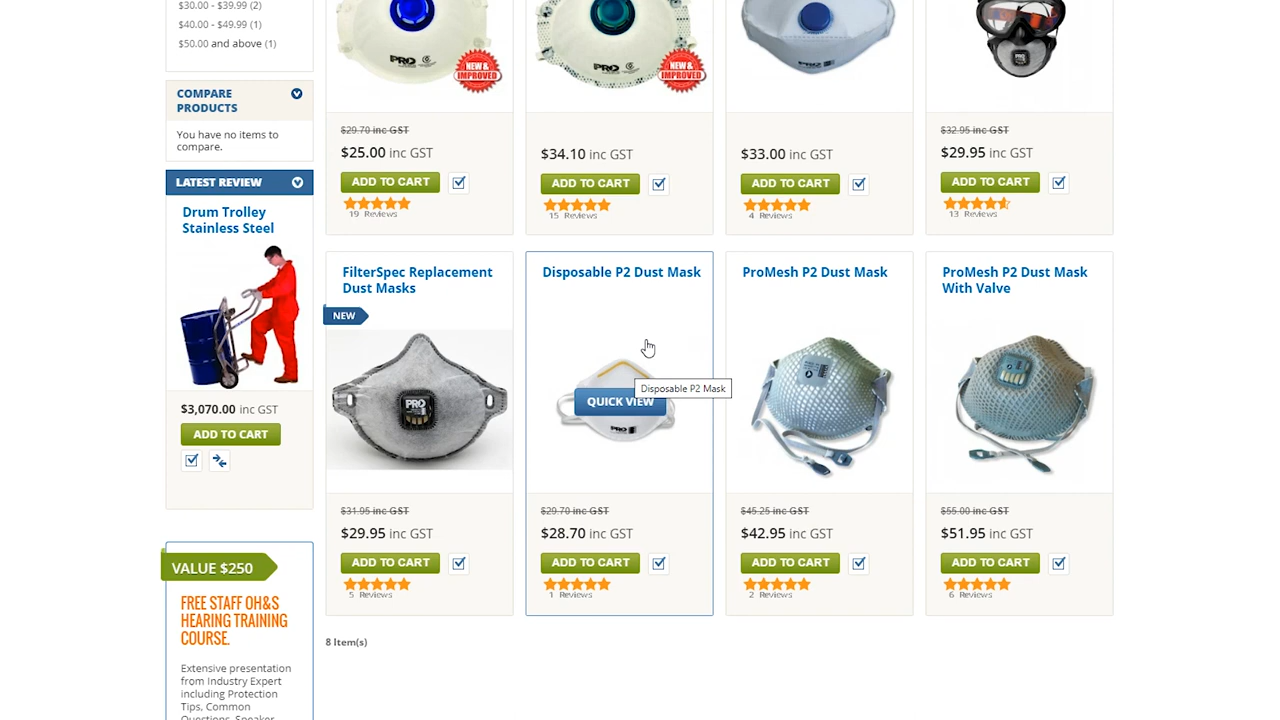 $30.00 - $39.99 (2)
$40.00 - $49.99 (1)
$50.00 and above (1)
COMPARE
PRODUCTS
You have no items to
compare.
LATEST REVIEW
Drum Trolley
Stainless Steel
$3,070.00 inc GST
ADD TO CART
VALUE $250
FREE STAFF OH&S
HEARING TRAINING
COURSE.
Extensive presentation
from Industry Expert
including Protection
Tips, Common
Questions, Speaker
PRO
NEW &
IMPROVED
$29.70 inc GST
$25.00 inc GST
ADD TO CART
19 Reviews
PRO
NEW &
IMPROVED
$34.10 inc GST
ADD TO CART
15 Reviews
PRO
$33.00 inc GST
ADD TO CART
4 Reviews
$32.95 inc GST
$29.95 inc GST
ADD TO CART
13 Reviews
FilterSpec Replacement
Dust Masks
NEW
PRO
$31.95 inc GST
$29.95 inc GST
ADD TO CART
5 Reviews
Disposable P2 Dust Mask
Disposable P2 Mask
QUICK VIEW
PRO
$29.70 inc GST
$28.70 inc GST
ADD TO CART
1 Reviews
ProMesh P2 Dust Mask
$45.25 inc GST
$42.95 inc GST
ADD TO CART
2 Reviews
ProMesh P2 Dust Mask
With Valve
$55.00 inc GST
$51.95 inc GST
ADD TO CART
6 Reviews
8 Item(s)